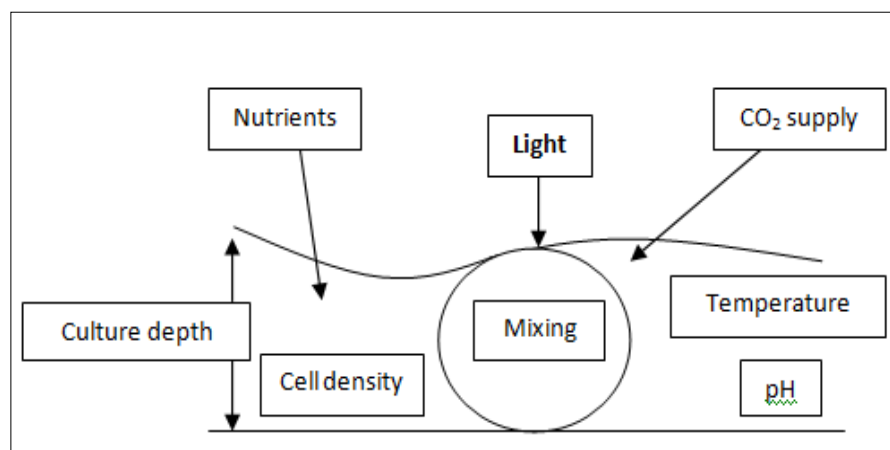 Nutrients
CO₂ supply
Light
Temperature
Culture depth
Mixing
Cell density
pH